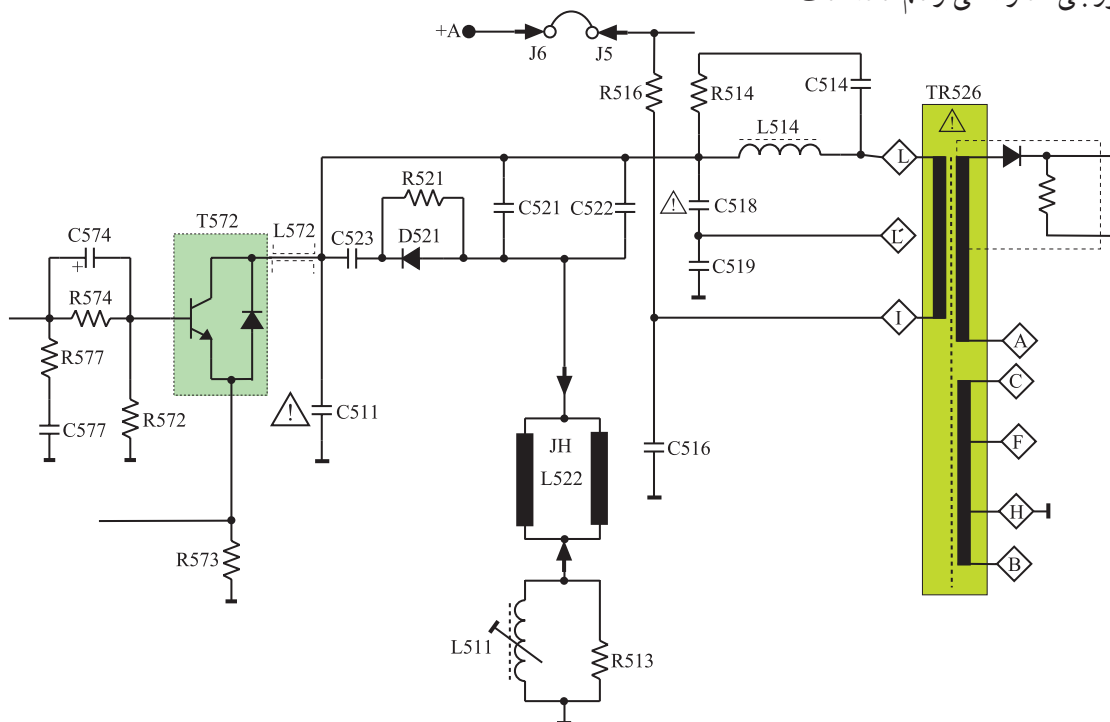 +A
J6
J5
R516
R514
C514
TR526
L514
L
R521
C521
C522
C518
T572
L572
C523
D521
L'
C574
+
C519
R574
I
R577
A
C
C511
R572
JH
C516
F
C577
L522
H
R573
B
L511
R513